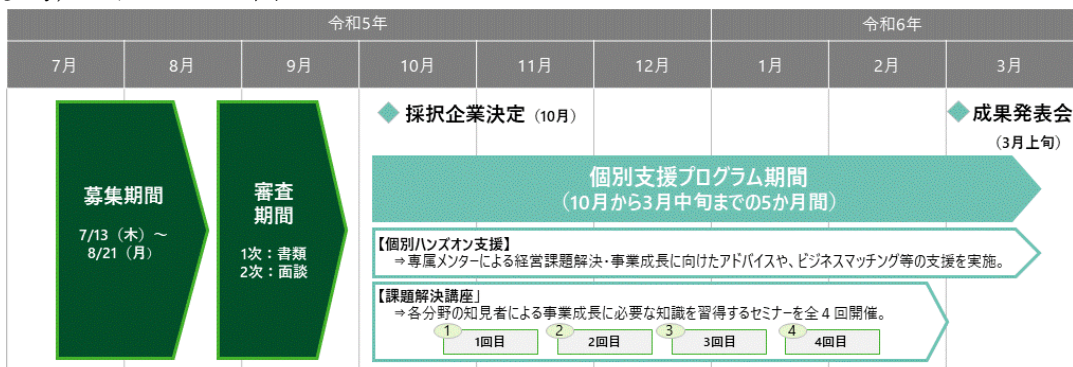 令和5年
令和6年
7月
8月
9月
10月
11月
12月
1月
2月
3月
募集期間
7/13（木）～
8/21（月）
審査
期間
1次：書類
2次：面談
採択企業決定（10月）
成果発表会
（3月上旬）
個別支援プログラム期間
（10月から3月中旬までの5か月間）
【個別ハンズオン支援】
⇒専属メンターによる経営課題解決・事業成長に向けたアドバイスや、ビジネスマッチング等の支援を実施。
【課題解決講座」
⇒各分野の知見者による事業成長に必要な知識を習得するセミナーを全４回開催。
1
1回目
2
2回目
3
3回目
4
4回目